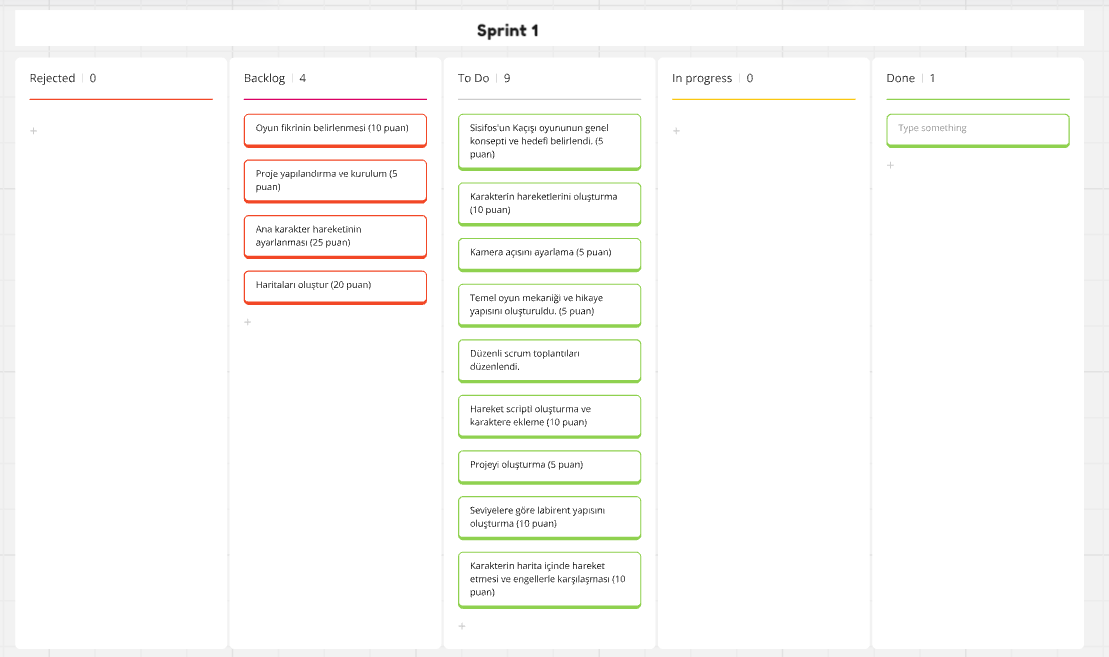 Sprint 1
Rejected 0
+
Backlog 4
Oyun fikrinin belirlenmesi (10 puan)
Proje yapılandırma ve kurulum (5
puan)
Ana karakter hareketinin
ayarlanması (25 puan)
Haritaları oluştur (20 puan)
+
To Do 9
Sisifos'un Kaçışı oyununun genel
konsepti ve hedefi belirlendi. (5
puan)
Karakterin hareketlerini oluşturma
(10 puan)
Kamera açısını ayarlama (5 puan)
Temel oyun mekaniği ve hikaye
yapısını oluşturuldu. (5 puan)
Düzenli scrum toplantıları
düzenlendi.
Hareket scripti oluşturma ve
karaktere ekleme (10 puan)
Projeyi oluşturma (5 puan)
Seviyelere göre labirent yapısını
oluşturma (10 puan)
Karakterin harita içinde hareket
etmesi ve engellerle karşılaşması (10
puan)
+
In progress 0
+
Done 1
Type something
+